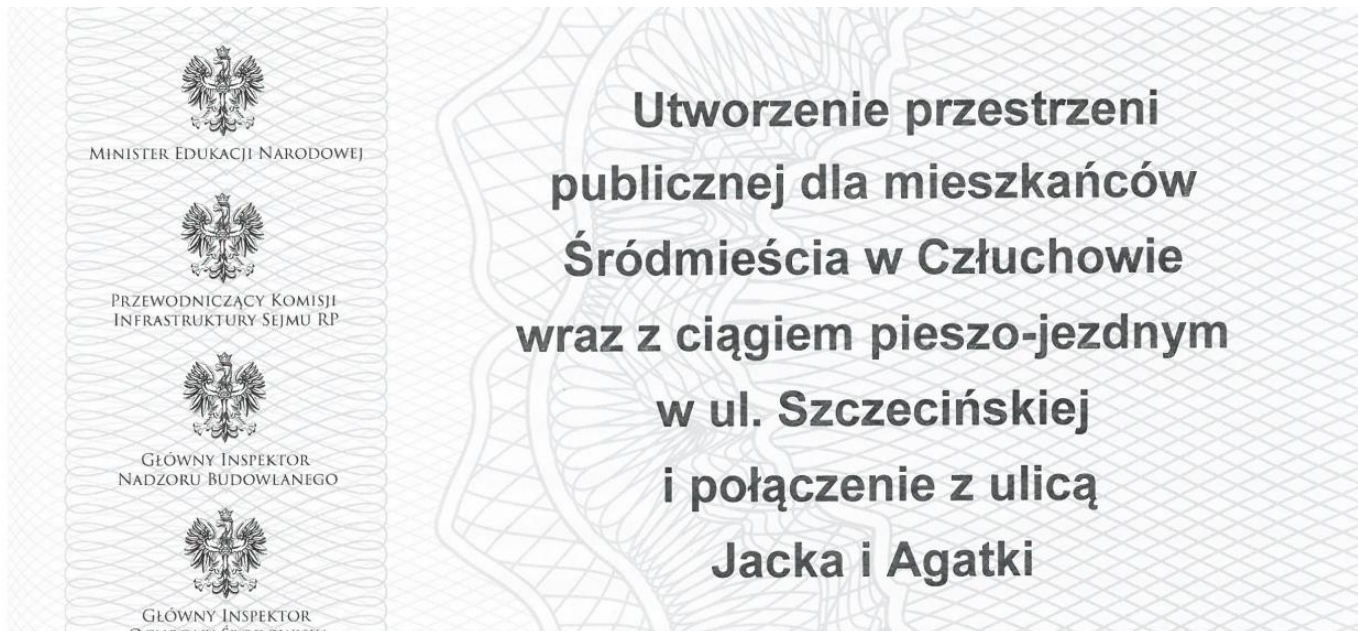 MINISTER EDUKACJI NARODOWEJ
PRZEWODNICZĄCY KOMISJI
INFRASTRUKTURY SEJMU RP
GŁÓWNY INSPEKTOR
NADZORU BUDOWLANEGO
GŁÓWNY INSPEKTOR
Utworzenie przestrzeni
publicznej dla mieszkańców
Śródmieścia w Człuchowie
wraz z ciągiem pieszo-jezdnym
w ul. Szczecińskiej
i połączenie z ulicą
Jacka i Agatki